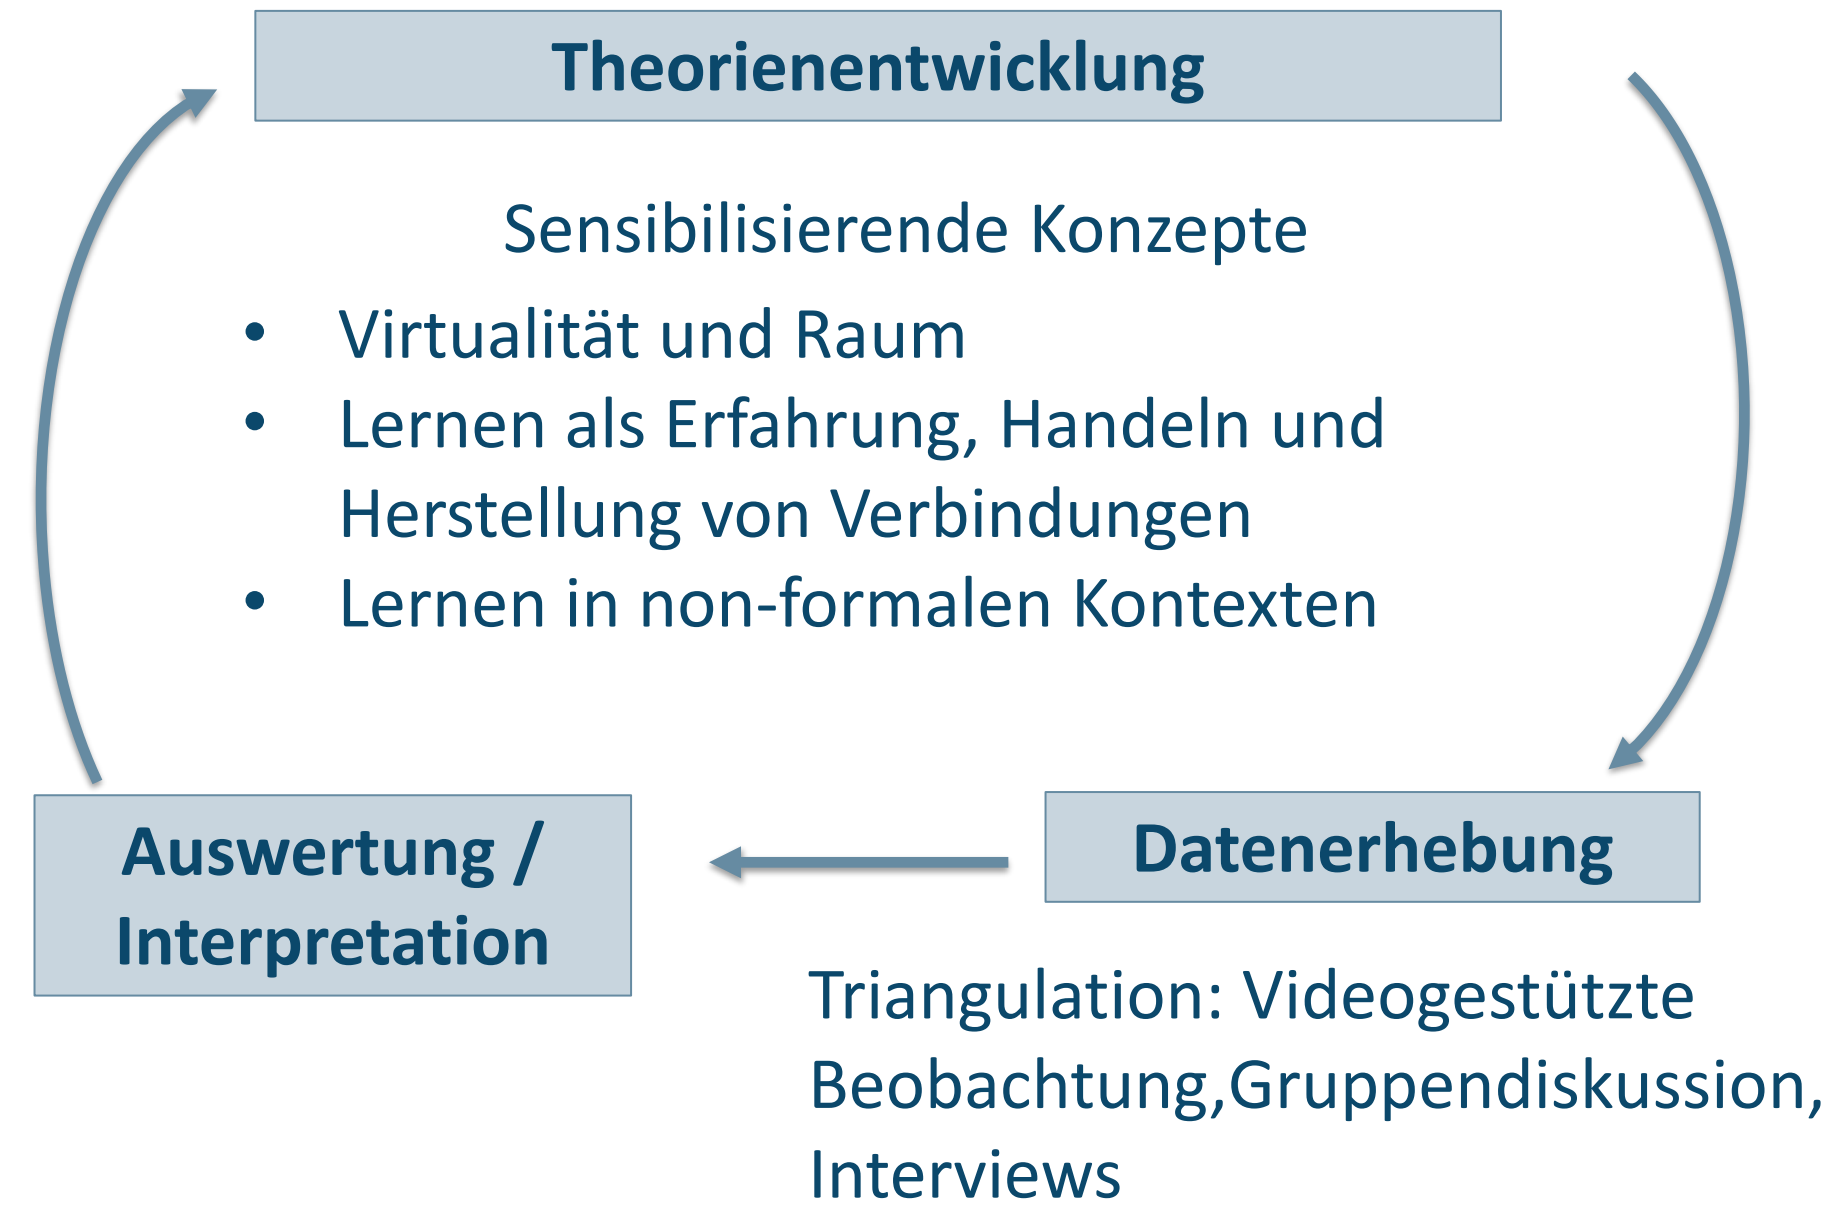 Theorienentwicklung
Sensibilisierende Konzepte
• Virtualität und Raum
• Lernen als Erfahrung, Handeln und
Herstellung von Verbindungen
• Lernen in non-formalen Kontexten
Auswertung /
Interpretation
Datenerhebung
Triangulation: Videogestützte
Beobachtung,Gruppendiskussion,
Interviews